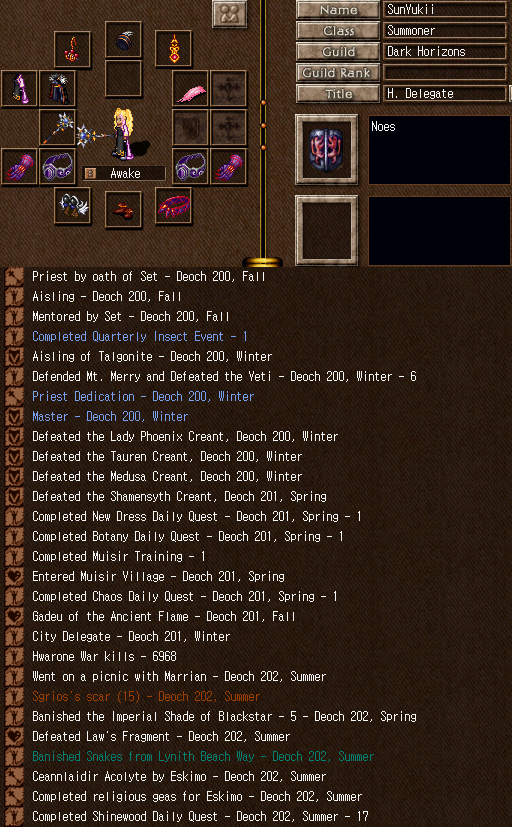 Name SunYukii
Class Summoner
Guild Dark Horizons
Guild Rank
Title H. Delegate
Noes
Awake
Priest by oath of Set - Deoch 200, Fall
Aisling - Deoch 200, Fall
Mentored by Set - Deoch 200, Fall
Completed Quarterly Insect Event - 1
Aisling of Talgonite - Deoch 200, Winter
Defended Mt. Merry and Defeated the Yeti - Deoch 200, Winter - 6
Priest Dedication - Deoch 200, Winter
Master - Deoch 200, Winter
Defeated the Lady Phoenix Creant, Deoch 200, Winter
Defeated the Tauren Creant, Deoch 200, Winter
Defeated the Medusa Creant, Deoch 200, Winter
Defeated the Shamensyth Creant, Deoch 201, Spring
Completed New Dress Daily Quest - Deoch 201, Spring - 1
Completed Botany Daily Quest - Deoch 201, Spring - 1
Completed Muisir Training - 1
Entered Muisir Village - Deoch 201, Spring
Completed Chaos Daily Quest - Deoch 201, Spring - 1
Gadeu of the Ancient Flame - Deoch 201, Fall
City Delegate - Deoch 201, Winter
Hwarone War kills - 6968
Went on a picnic with Marrian - Deoch 202, Summer
Sgrios's scar (15) - Deoch 202, Summer
Banished the Imperial Shade of Blackstar - 5 - Deoch 202, Spring
Defeated Law's Fragment - Deoch 202, Summer
Banished Snakes from Lynith Beach Way - Deoch 202, Summer
Ceannlaidir Acolyte by Eskimo - Deoch 202, Summer
Completed religious geas for Eskimo - Deoch 202, Summer
Completed Shinewood Daily Quest - Deoch 202, Summer - 17